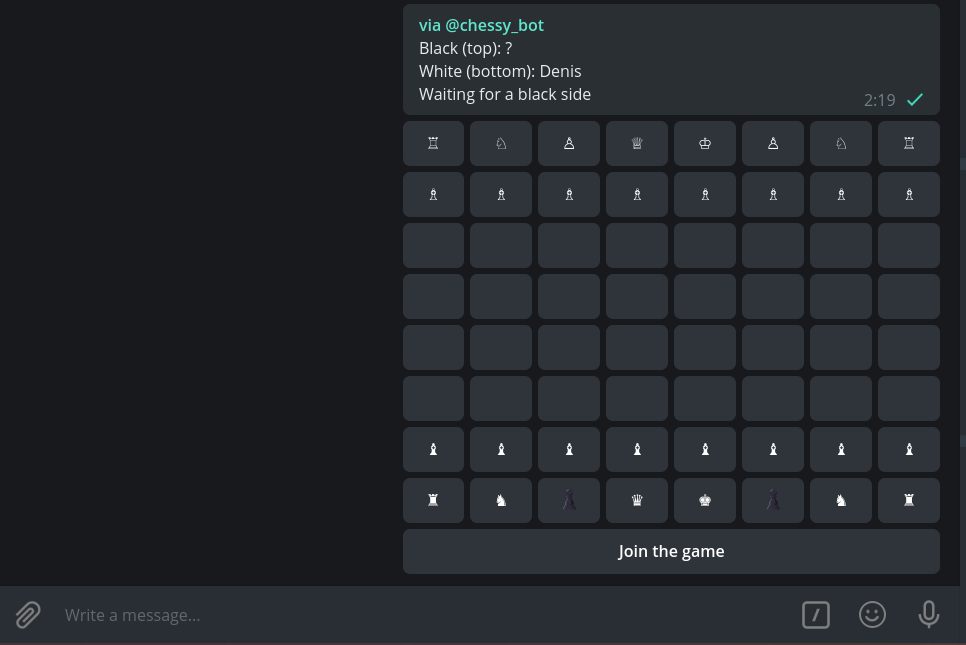 via @chessy_bot
Black (top): ?
White (bottom): Denis
Waiting for a black side
2:19
♖ ♘ ♙ ♕ ♔ ♙ ♘ ♖
♗ ♗ ♗ ♗ ♗ ♗ ♗ ♗
♝ ♝ ♝ ♝ ♝ ♝ ♝ ♝
♜ ♞ ♟ ♛ ♚ ♟ ♞ ♜
Join the game
Write a message...